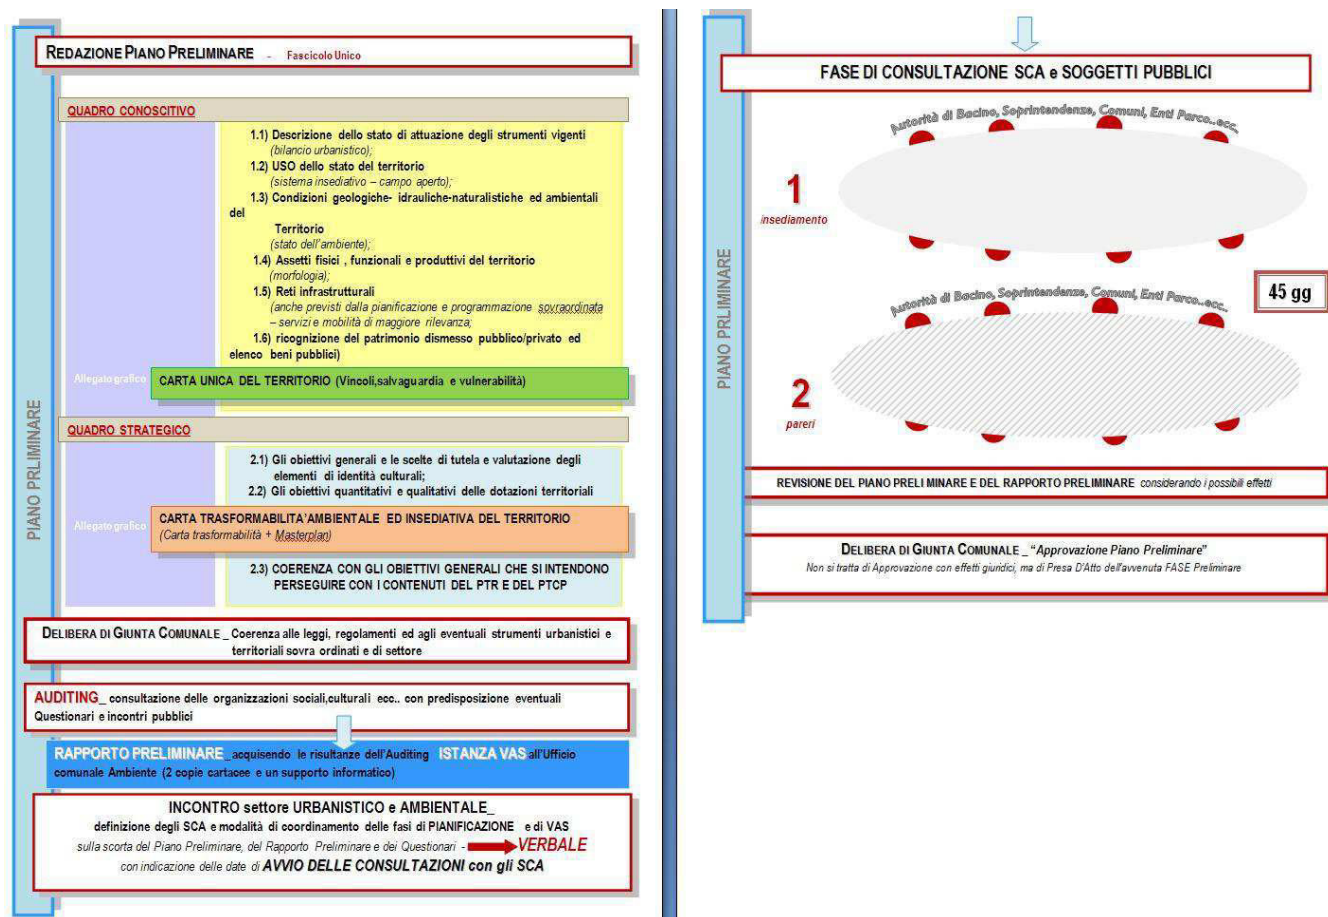 PIANO PRLIMINARE
REDAZIONE PIANO PRELIMINARE - Fascicolo Unico
QUADRO CONOSCITIVO
1.1) Descrizione dello stato di attuazione degli strumenti vigenti
(bilancio urbanistico);
1.2) USO dello stato del territorio
(sistema insediativo – campo aperto);
1.3) Condizioni geologiche- idrauliche-naturalistiche ed ambientali
del
Territorio
(stato dell'ambiente);
1.4) Assetti fisici , funzionali e produttivi del territorio
(morfologia);
1.5) Reti infrastrutturali
(anche previsti dalla pianificazione e programmazione sovraordinata
– servizi e mobilità di maggiore rilevanza;
1.6) ricognizione del patrimonio dismesso pubblico/privato ed
elenco beni pubblici)
Allegato grafico
CARTA UNICA DEL TERRITORIO (Vincoli,salvaguardia e vulnerabilità)
QUADRO STRATEGICO
2.1) Gli obiettivi generali e le scelte di tutela e valutazione degli
elementi di identità culturali;
2.2) Gli obiettivi quantitativi e qualitativi delle dotazioni territoriali
Allegato grafico
CARTA TRASFORMABILITA'AMBIENTALE ED INSEDIATIVA DEL TERRITORIO
(Carta trasformabilità + Masterplan)
2.3) COERENZA CON GLI OBIETTIVI GENERALI CHE SI INTENDONO
PERSEGUIRE CON I CONTENUTI DEL PTR E DEL PTCP
DELIBERA DI GIUNTA COMUNALE _ Coerenza alle leggi, regolamenti ed agli eventuali strumenti urbanistici e
territoriali sovra ordinati e di settore
AUDITING_ consultazione delle organizzazioni sociali,culturali ecc.. con predisposizione eventuali
Questionari e incontri pubblici
RAPPORTO PRELIMINARE _acquisendo le risultanze dell'Auditing ISTANZA VAS all'Ufficio
comunale Ambiente (2 copie cartacee e un supporto informatico)
INCONTRO settore URBANISTICO e AMBIENTALE_
definizione degli SCA e modalità di coordinamento delle fasi di PIANIFICAZIONE e di VAS
sulla scorta del Piano Preliminare, del Rapporto Preliminare e dei Questionari - VERBALE
con indicazione delle date di AVVIO DELLE CONSULTAZIONI con gli SCA
PIANO PRLIMINARE
FASE DI CONSULTAZIONE SCA e SOGGETTI PUBBLICI
Autorità di Bacino, Soprintendenze, Comuni, Enti Parco..ecc.
1
insediamento
45 gg
Autorità di Bacino, Soprintendenze, Comuni, Enti Parco..ecc..
2
pareri
REVISIONE DEL PIANO PRELI MINARE E DEL RAPPORTO PRELIMINARE considerando i possibili effetti
DELIBERA DI GIUNTA COMUNALE _ "Approvazione Piano Preliminare"
Non si tratta di Approvazione con effetti giuridici, ma di Presa D'Atto dell'avvenuta FASE Preliminare